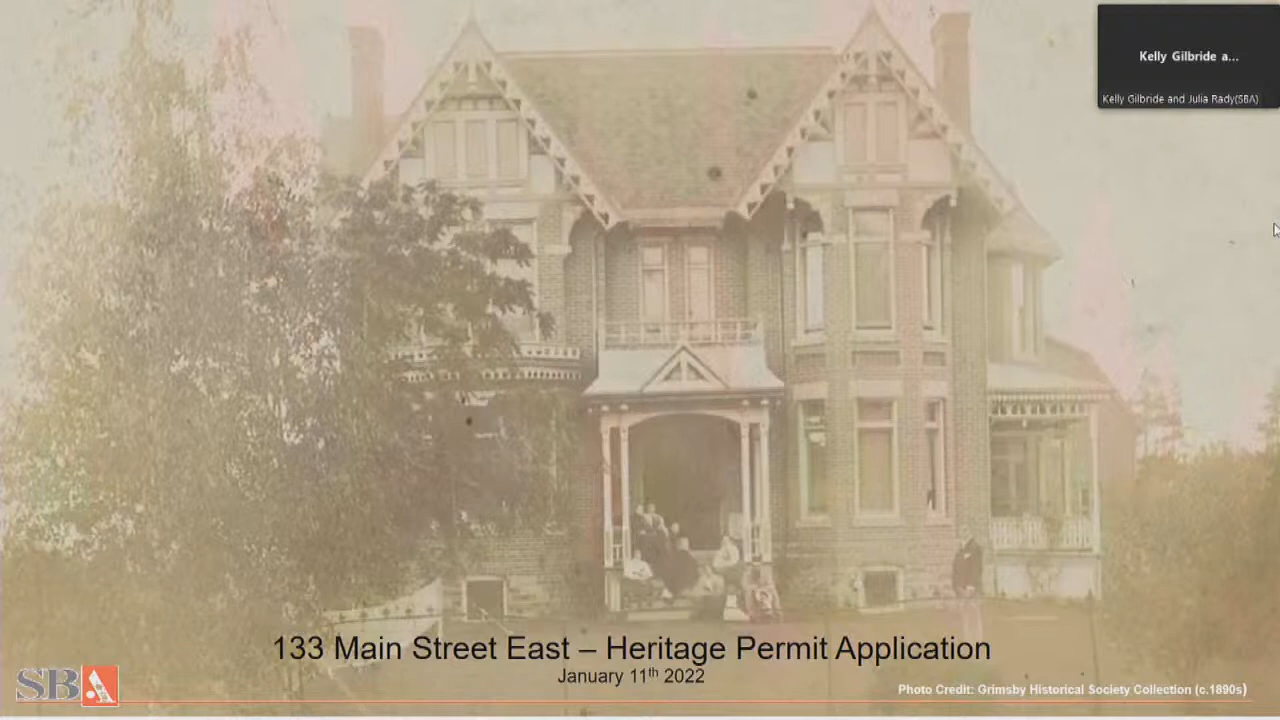 Kelly Gilbride a...
Kelly Gilbride and Julia Rady(SBA)
133 Main Street East – Heritage Permit Application
January 11th 2022
SBA
Photo Credit: Grimsby Historical Society Collection (c.1890s)